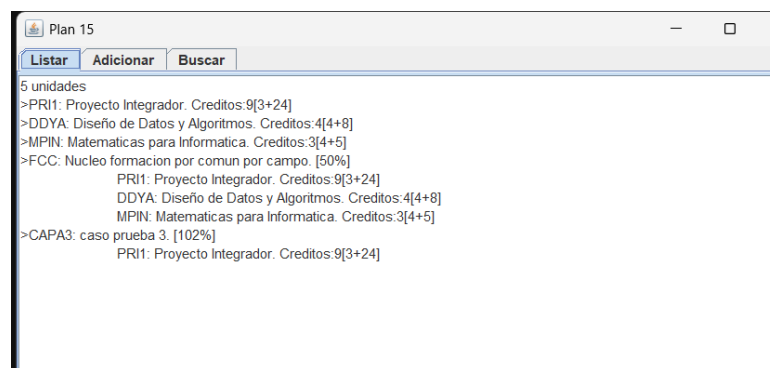 Plan 15
Listar Adicionar Buscar
5 unidades
>PRI1: Proyecto Integrador. Creditos:9[3+24]
>DDYA: Diseño de Datos y Algoritmos. Creditos:4[4+8]
>MPIN: Matematicas para Informatica. Creditos:3[4+5]
>FCC: Nucleo formacion por comun por campo. [50%]
PRI1: Proyecto Integrador. Creditos:9[3+24]
DDYA: Diseño de Datos y Algoritmos. Creditos:4[4+8]
MPIN: Matematicas para Informatica. Creditos:3[4+5]
>CAPA3: caso prueba 3. [102%]
PRI1: Proyecto Integrador. Creditos:9[3+24]